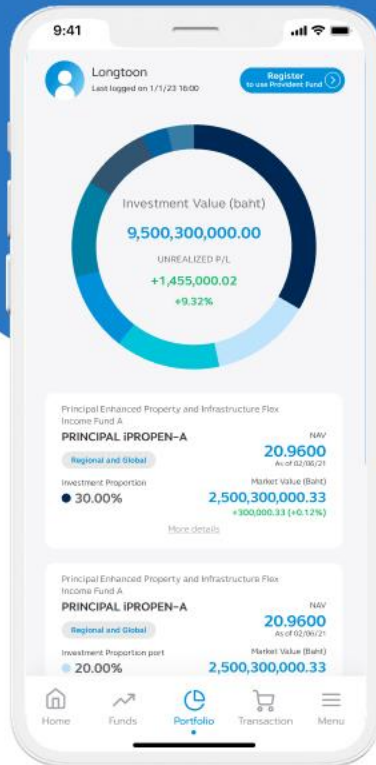 9:41
Longtoon
Last logged on 1/1/23 16:00
Register
to use Provident Fund
Investment Value (baht)
9,500,300,000.00
UNREALIZED P/L
+1,455,000.02
+9.32%
Principal Enhanced Property and Infrastructure Flex
Income Fund A
PRINCIPAL iPROPEN-A
NAV
20.9600
As of 02/06/21
Regional and Global
Investment Proportion
30.00%
Market Value (Baht)
2,500,300,000.33
+300,000.33 (+0.12%)
More details
Principal Enhanced Property and Infrastructure Flex
Income Fund A
PRINCIPAL iPROPEN-A
NAV
20.9600
As of 02/06/21
Regional and Global
Investment Proportion port
20.00%
Market Value (Baht)
2,500,300,000.33
Home
Funds
Portfolio
Transaction
Menu